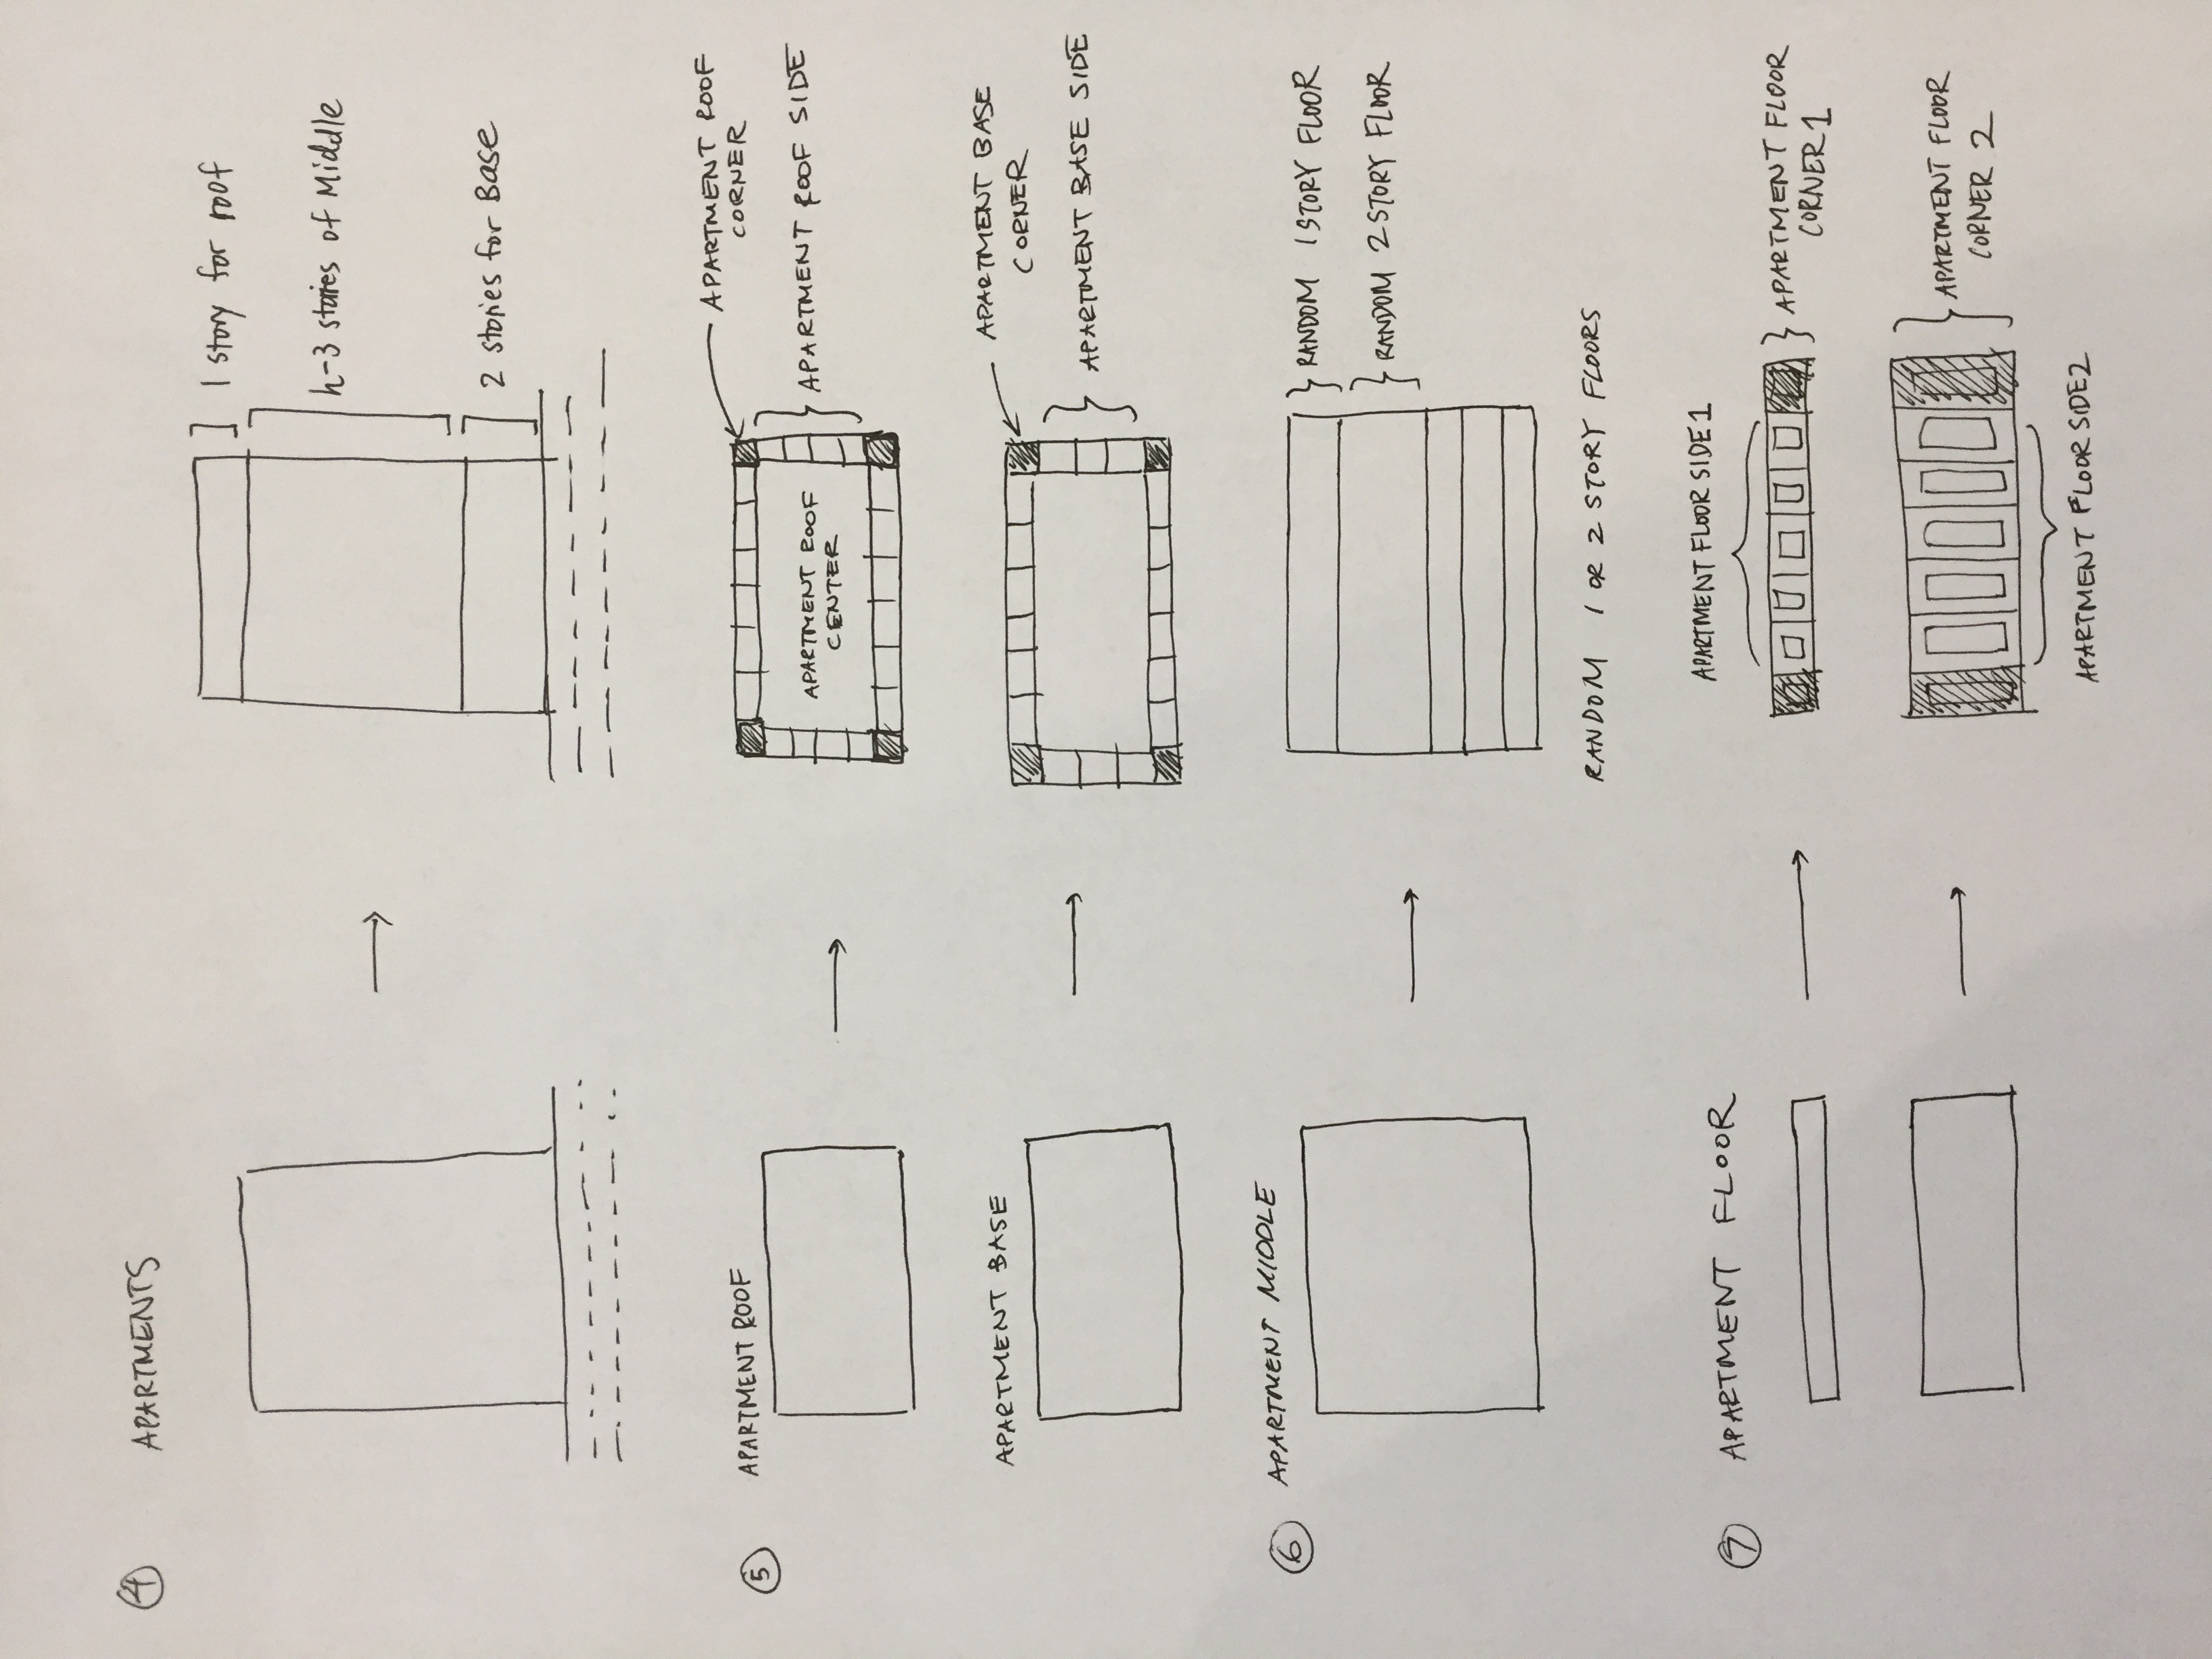 4 APARTMENTS
1 story for roof
h-3 stories of Middle
2 stories for Base
5 APARTMENT ROOF
APARTMENT ROOF
CORNER
APARTMENT ROOF SIDE
APARTMENT ROOF
CENTER
APARTMENT BASE
APARTMENT BASE
CORNER
APARTMENT BASE SIDE
6 APARTMENT MIDDLE
RANDOM 1 STORY FLOOR
RANDOM 2 STORY FLOOR
RANDOM 1 OR 2 STORY FLOORS
7 APARTMENT FLOOR
APARTMENT FLOOR SIDE 1
APARTMENT FLOOR
CORNER 1
APARTMENT FLOOR
CORNER 2
APARTMENT FLOOR SIDE 2